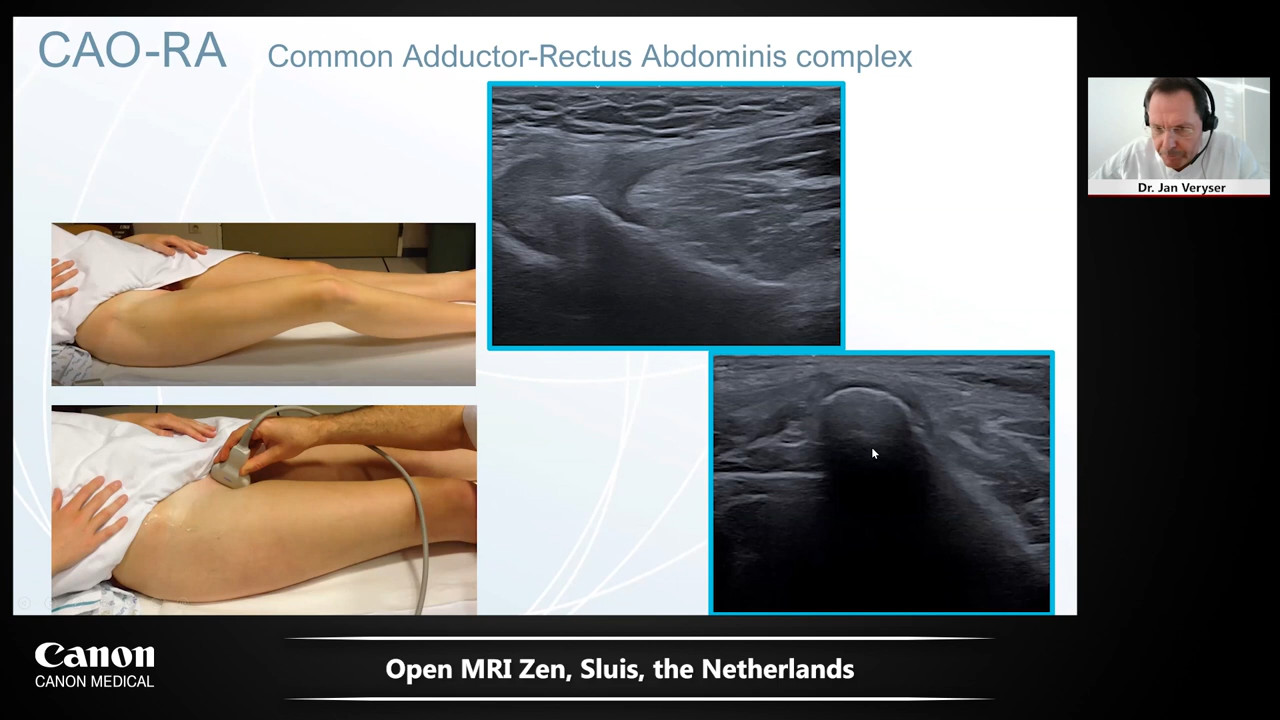 CAO-RA Common Adductor-Rectus Abdominis complex
Dr. Jan Veryser
Canon
CANON MEDICAL
Open MRI Zen, Sluis, the Netherlands